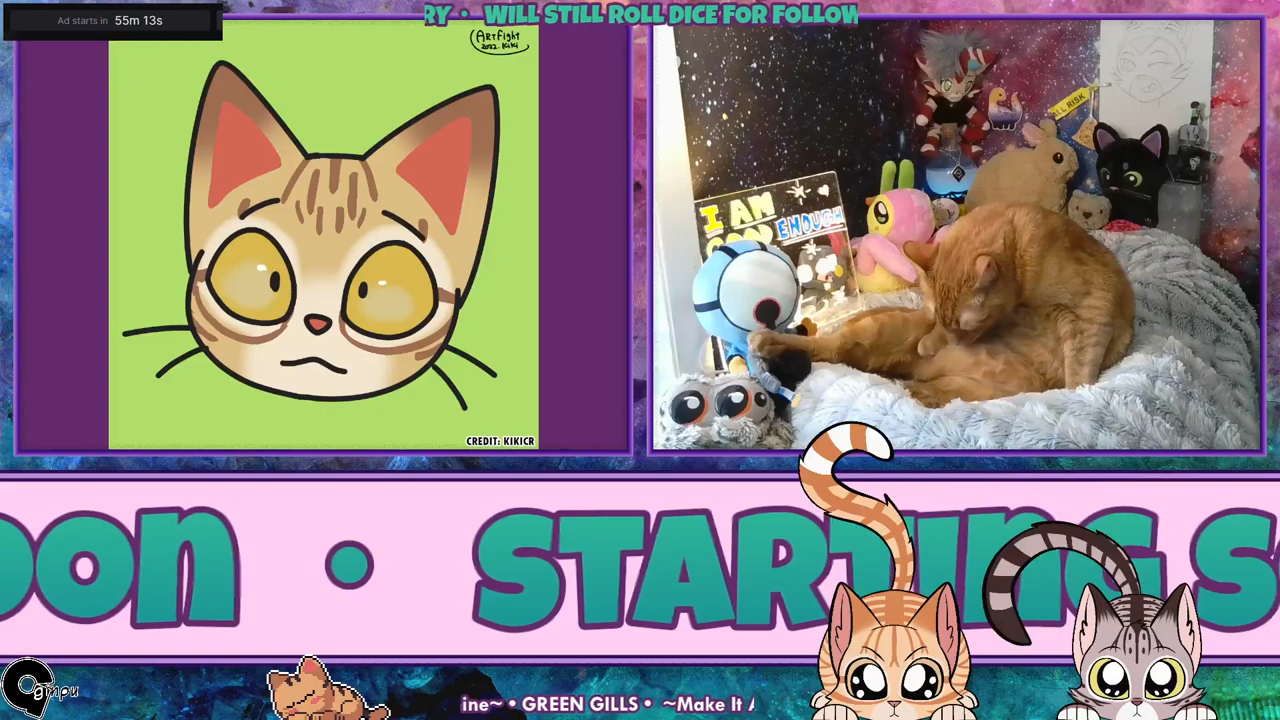 Ad starts in 55m 13s
RY • WILL STILL ROLL DICE FOR FOLLOW
ARTFIGHT
2022 KiKi
CREDIT: KIKICR
ALL RISK
I AM
GOOD ENOUGH
OON • STARTING S
gmpu
ine~ • GREEN GILLS • ~Make It A